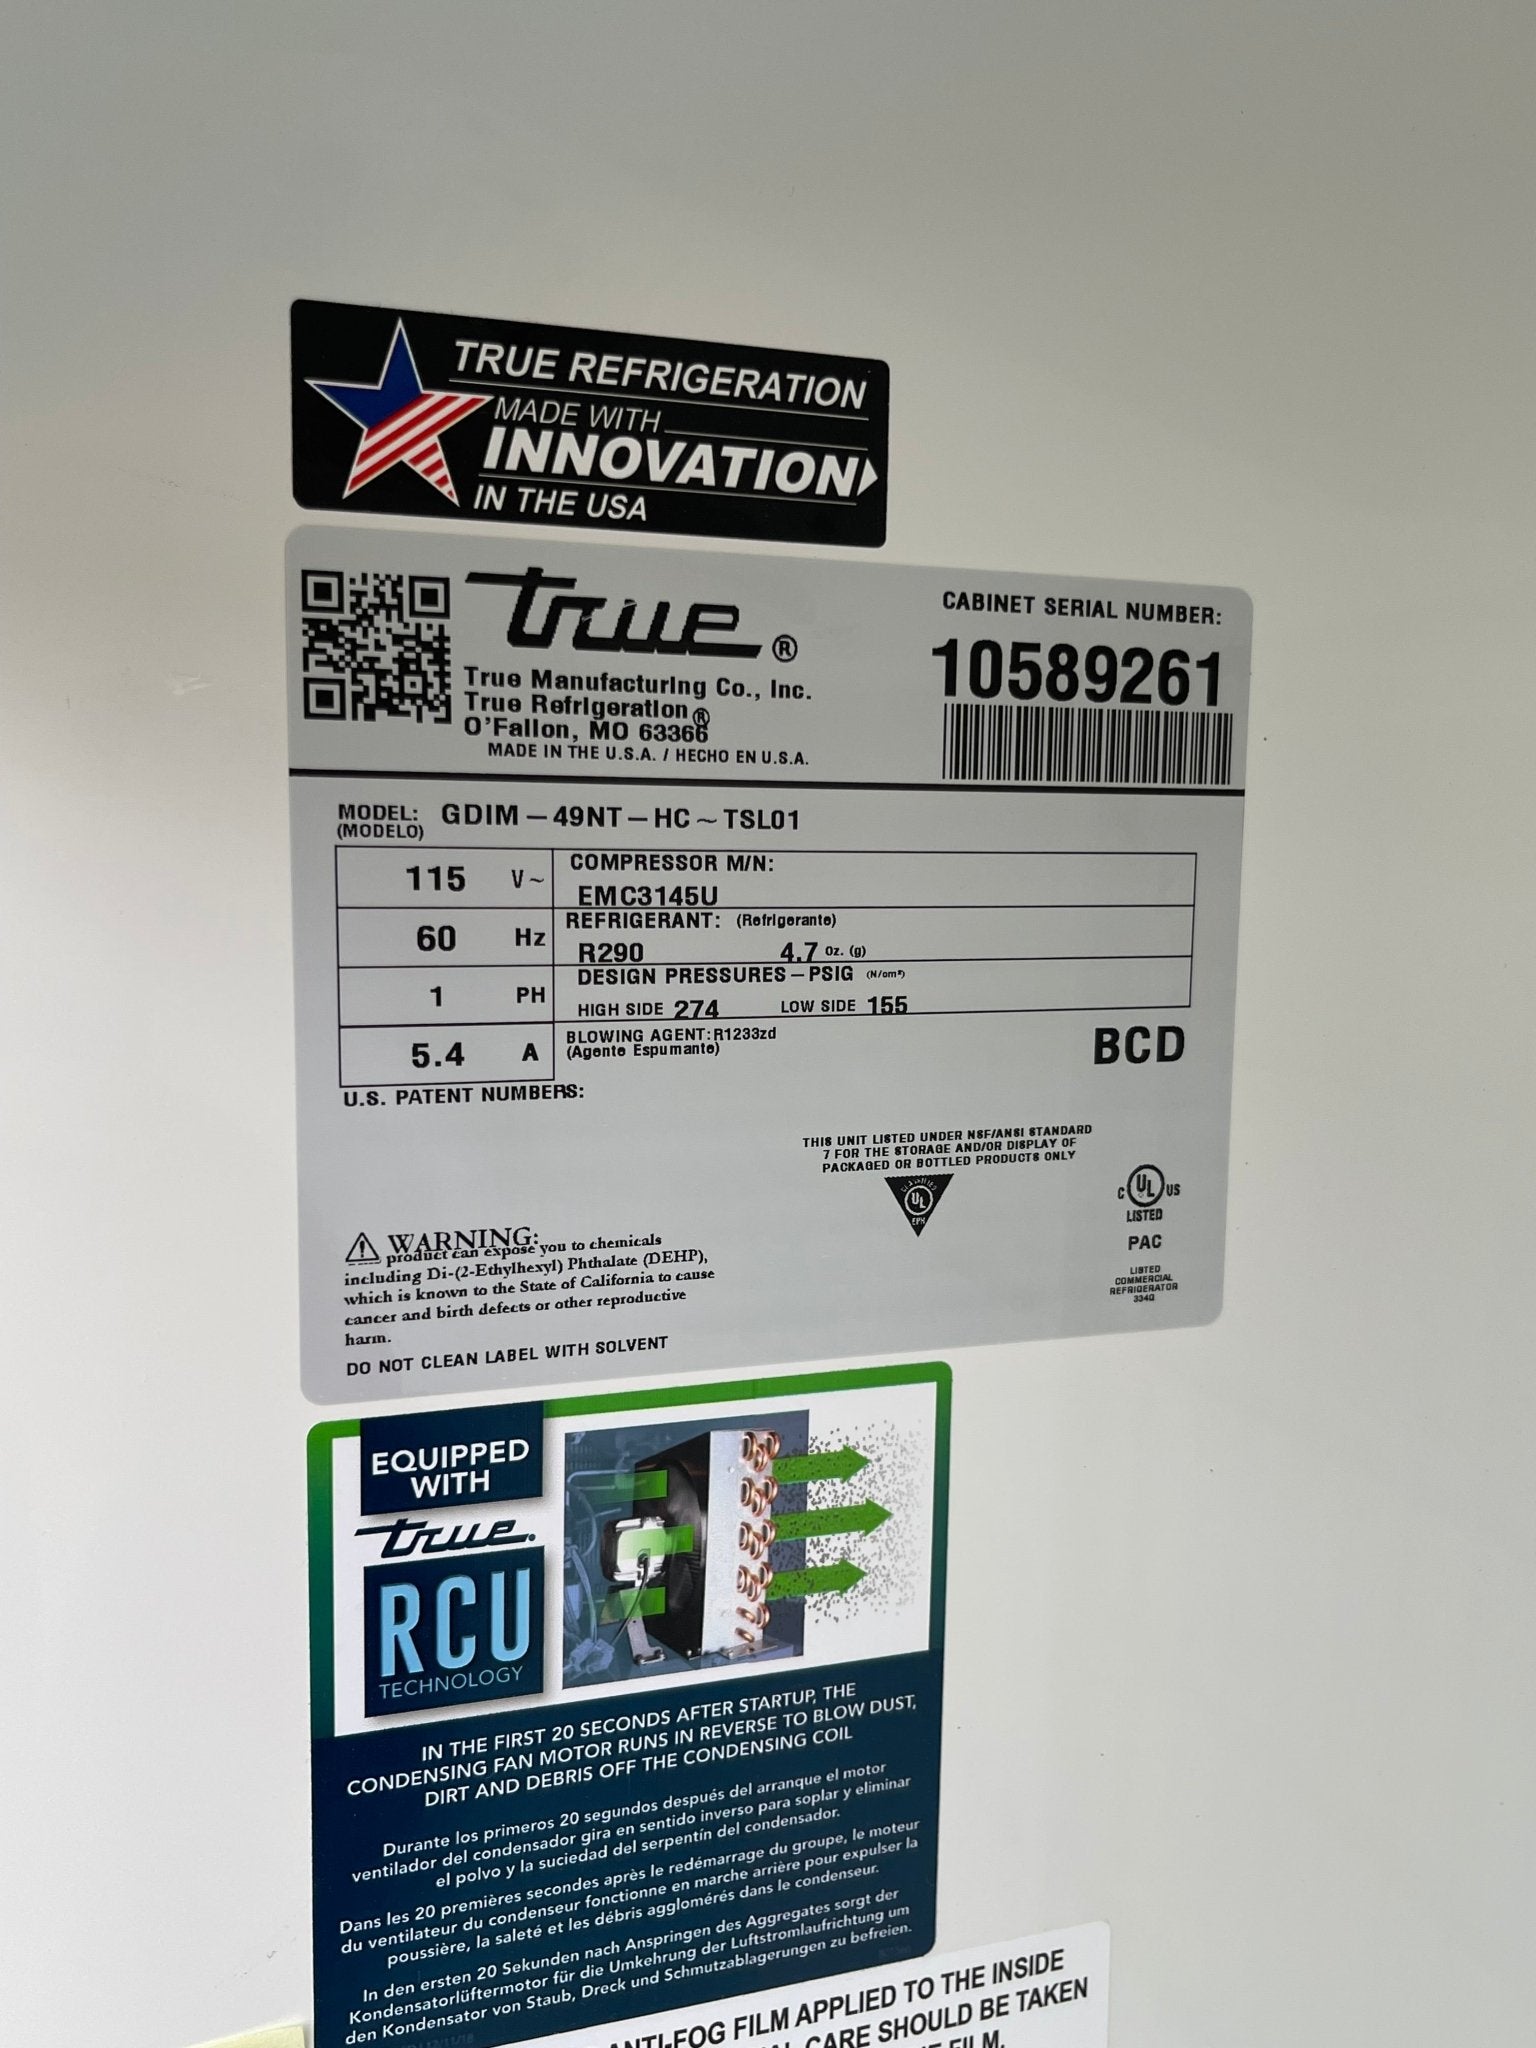 TRUE REFRIGERATION
MADE WITH
INNOVATION
IN THE USA
true®
True Manufacturing Co., Inc.
True Refrigeration®
O'Fallon, MO 63366
MADE IN THE U.S.A. / HECHO EN U.S.A.
CABINET SERIAL NUMBER:
10589261
MODEL: GDIM-49NT-HC~TSL01
(MODELO)
115 V~
60 Hz
1 PH
5.4 A
COMPRESSOR M/N:
EMC3145U
REFRIGERANT: (Refrigerante)
R290 4.7 Oz. (g)
DESIGN PRESSURES-PSIG (N/cm²)
HIGH SIDE 274 LOW SIDE 155
BLOWING AGENT:R1233zd
(Agente Espumante)
BCD
U.S. PATENT NUMBERS:
THIS UNIT LISTED UNDER NSF/ANSI STANDARD
7 FOR THE STORAGE AND/OR DISPLAY OF
PACKAGED OR BOTTLED PRODUCTS ONLY
CLASSIFIED
UL
EPH
C UL US
LISTED
PAC
LISTED
COMMERCIAL
REFRIGERATOR
334Q
WARNING:
product can expose you to chemicals
including Di-(2-Ethylhexyl) Phthalate (DEHP),
which is known to the State of California to cause
cancer and birth defects or other reproductive
harm.
DO NOT CLEAN LABEL WITH SOLVENT
EQUIPPED
WITH
true®
RCU
TECHNOLOGY
IN THE FIRST 20 SECONDS AFTER STARTUP, THE
CONDENSING FAN MOTOR RUNS IN REVERSE TO BLOW DUST,
DIRT AND DEBRIS OFF THE CONDENSING COIL
Durante los primeros 20 segundos después del arranque el motor
ventilador del condensador gira en sentido inverso para soplar y eliminar
el polvo y la suciedad del serpentín del condensador.
Dans les 20 premières secondes après le redémarrage du groupe, le moteur
du ventilateur du condenseur fonctionne en marche arrière pour expulser la
poussière, la saleté et les débris agglomérés dans le condenseur.
In den ersten 20 Sekunden nach Anspringen des Aggregates sorgt der
Kondensatorlüftermotor für die Umkehrung der Luftstromlaufrichtung um
den Kondensator von Staub, Dreck und Schmutzablagerungen zu befreien.
ANTI-FOG FILM APPLIED TO THE INSIDE
CARE SHOULD BE TAKEN
FILM.